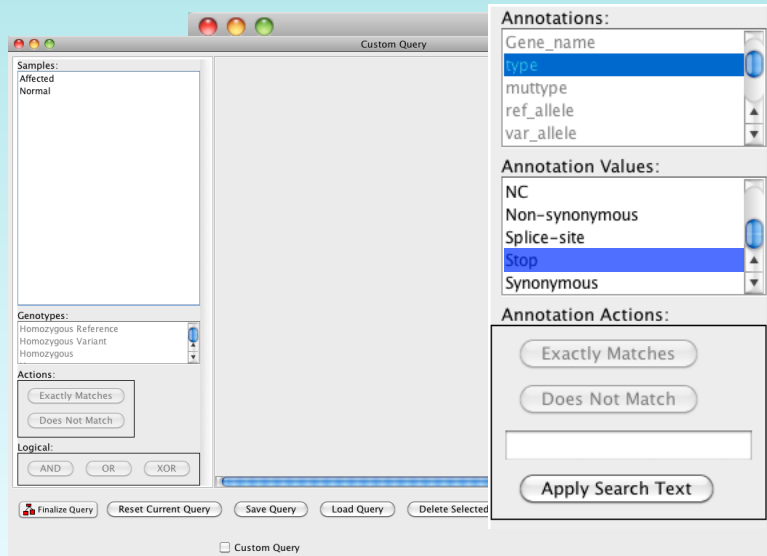 Custom Query
Samples:
Affected
Normal
Genotypes:
Homozygous Reference
Homozygous Variant
Homozygous
Actions:
Exactly Matches
Does Not Match
Logical:
AND OR XOR
Finalize Query Reset Current Query Save Query Load Query Delete Selected
Custom Query
Annotations:
Gene_name
type
muttype
ref_allele
var_allele
Annotation Values:
NC
Non-synonymous
Splice-site
Stop
Synonymous
Annotation Actions:
Exactly Matches
Does Not Match
Apply Search Text